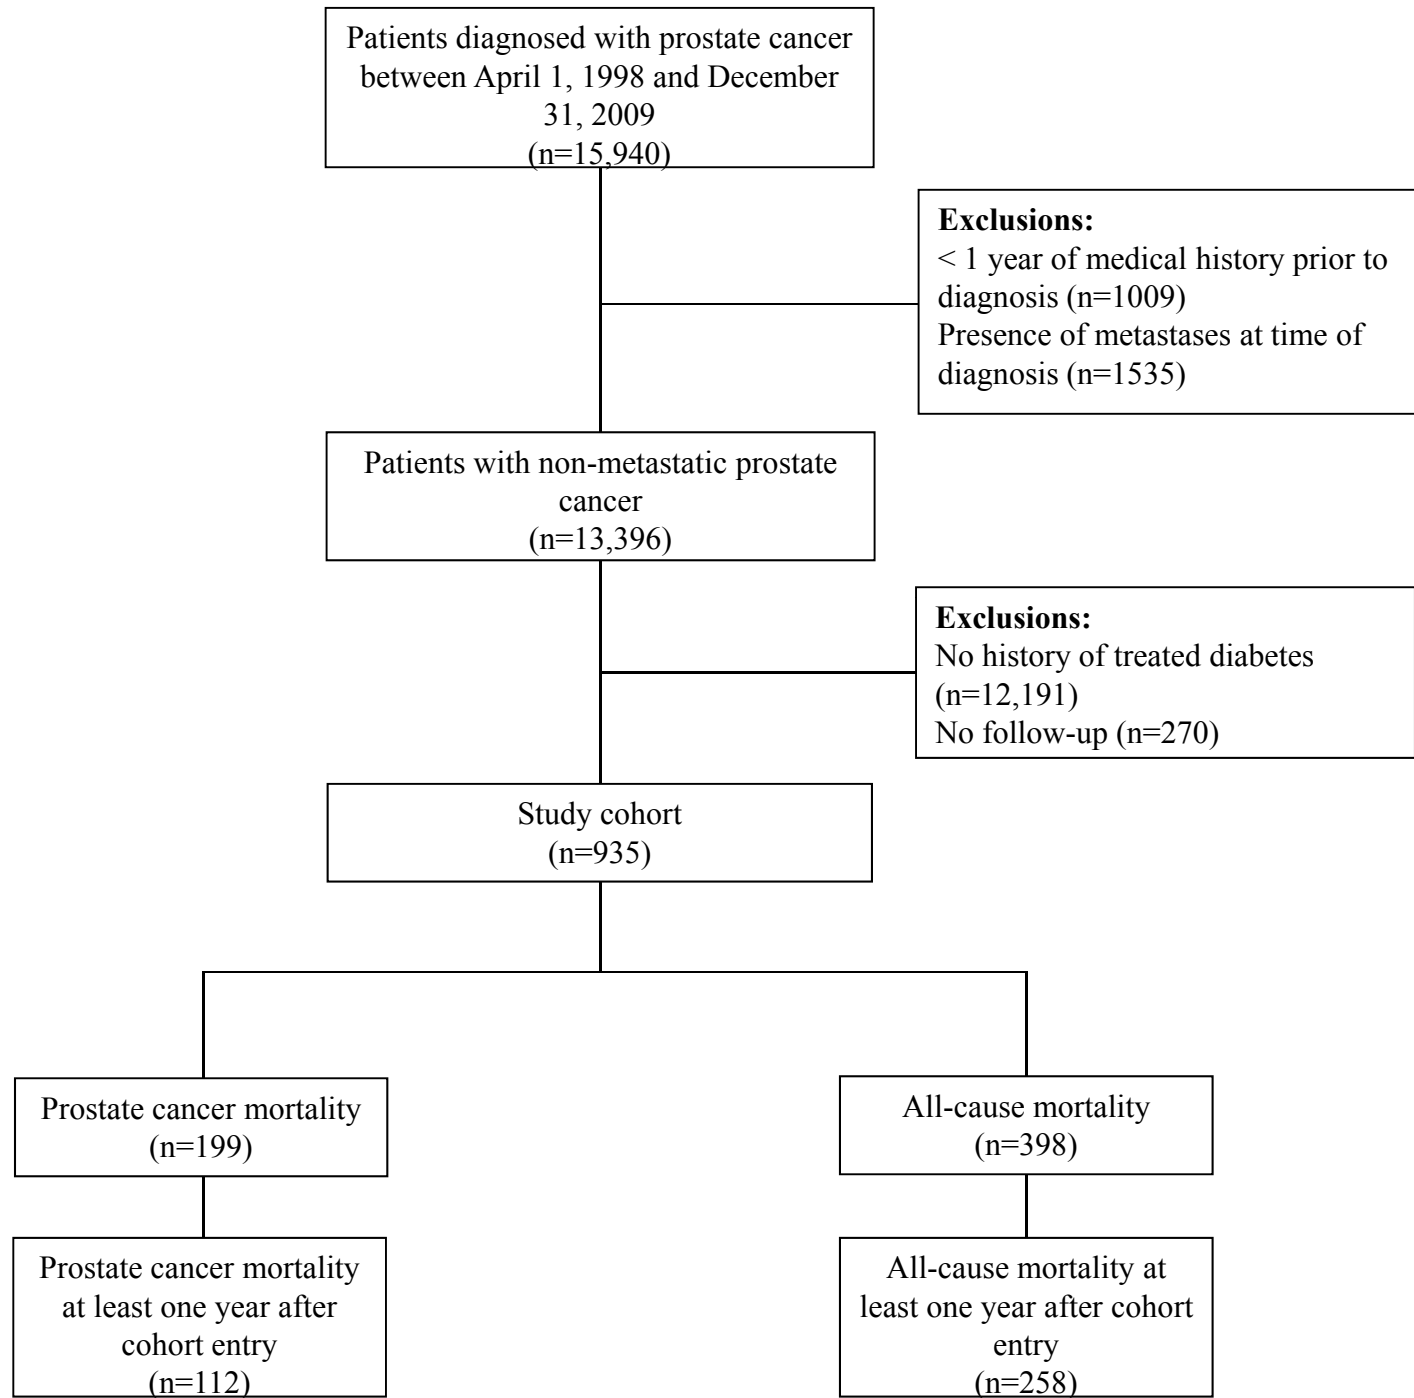 Patients diagnosed with prostate cancer
between April 1, 1998 and December
31, 2009
(n=15,940)
Exclusions:
< 1 year of medical history prior to
diagnosis (n=1009)
Presence of metastases at time of
diagnosis (n=1535)
Patients with non-metastatic prostate
cancer
(n=13,396)
Exclusions:
No history of treated diabetes
(n=12,191)
No follow-up (n=270)
Study cohort
(n=935)
Prostate cancer mortality
(n=199)
All-cause mortality
(n=398)
Prostate cancer mortality
at least one year after
cohort entry
(n=112)
All-cause mortality at
least one year after cohort
entry
(n=258)